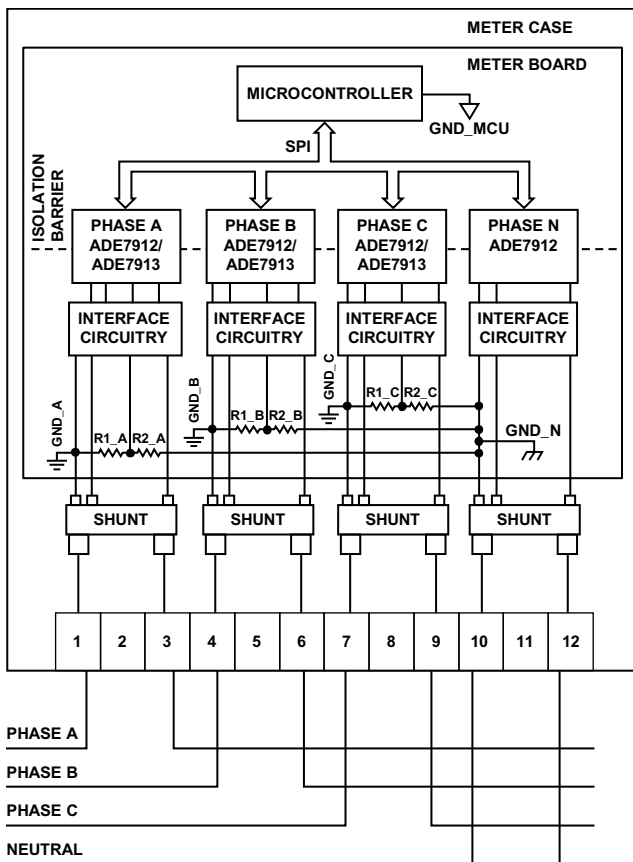 METER CASE
METER BOARD
MICROCONTROLLER
GND_MCU
SPI
ISOLATION
BARRIER
PHASE A
ADE7912/
ADE7913
PHASE B
ADE7912/
ADE7913
PHASE C
ADE7912/
ADE7913
PHASE N
ADE7912
INTERFACE
CIRCUITRY
INTERFACE
CIRCUITRY
INTERFACE
CIRCUITRY
INTERFACE
CIRCUITRY
GND_A
R1_A
R2_A
GND_B
R1_B
R2_B
GND_C
R1_C
R2_C
GND_N
SHUNT
SHUNT
SHUNT
SHUNT
1 2 3 4 5 6 7 8 9 10 11 12
PHASE A
PHASE B
PHASE C
NEUTRAL